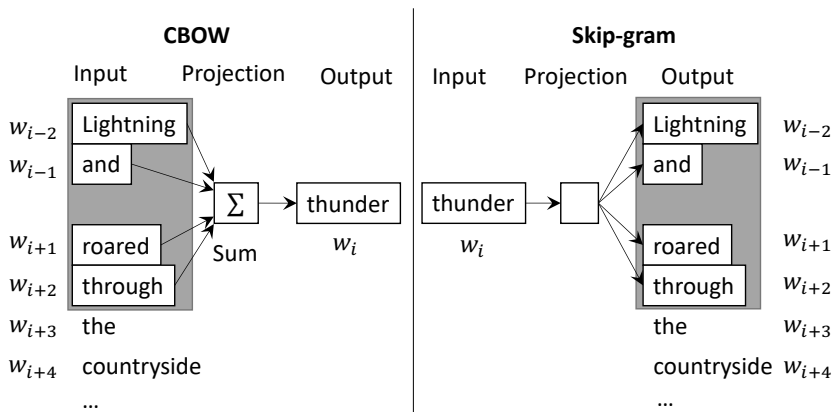 CBOW
Input Projection Output
w_{i-2} Lightning
w_{i-1} and
∑ thunder
w_{i+1} roared
Sum w_i
w_{i+2} through
w_{i+3} the
w_{i+4} countryside
...
Skip-gram
Input Projection Output
Lightning w_{i-2}
and w_{i-1}
thunder
w_i
roared w_{i+1}
through w_{i+2}
the w_{i+3}
countryside w_{i+4}
...